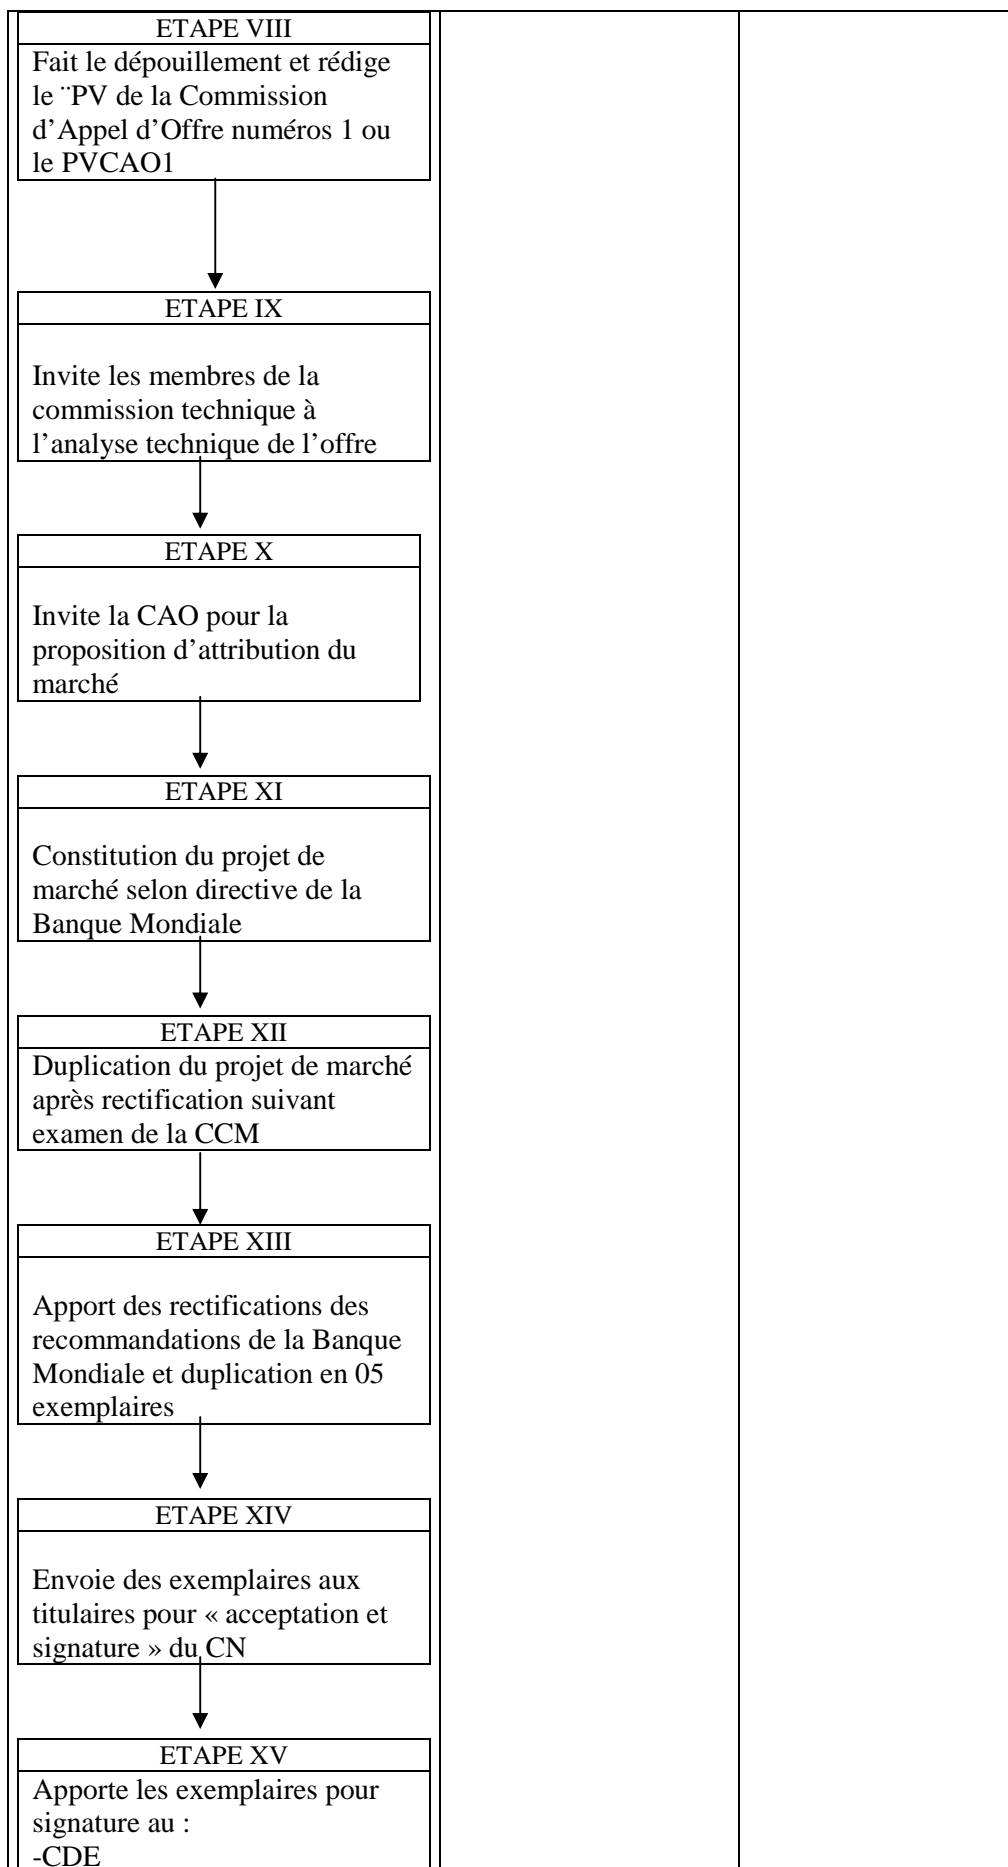 ETAPE VIII
Fait le dépouillement et rédige
le ¨PV de la Commission
d’Appel d’Offre numéros 1 ou
le PVCAO1
ETAPE IX
Invite les membres de la
commission technique à
l’analyse technique de l’offre
ETAPE X
Invite la CAO pour la
proposition d’attribution du
marché
ETAPE XI
Constitution du projet de
marché selon directive de la
Banque Mondiale
ETAPE XII
Duplication du projet de marché
après rectification suivant
examen de la CCM
ETAPE XIII
Apport des rectifications des
recommandations de la Banque
Mondiale et duplication en 05
exemplaires
ETAPE XIV
Envoie des exemplaires aux
titulaires pour « acceptation et
signature » du CN
ETAPE XV
Apporte les exemplaires pour
signature au :
-CDE